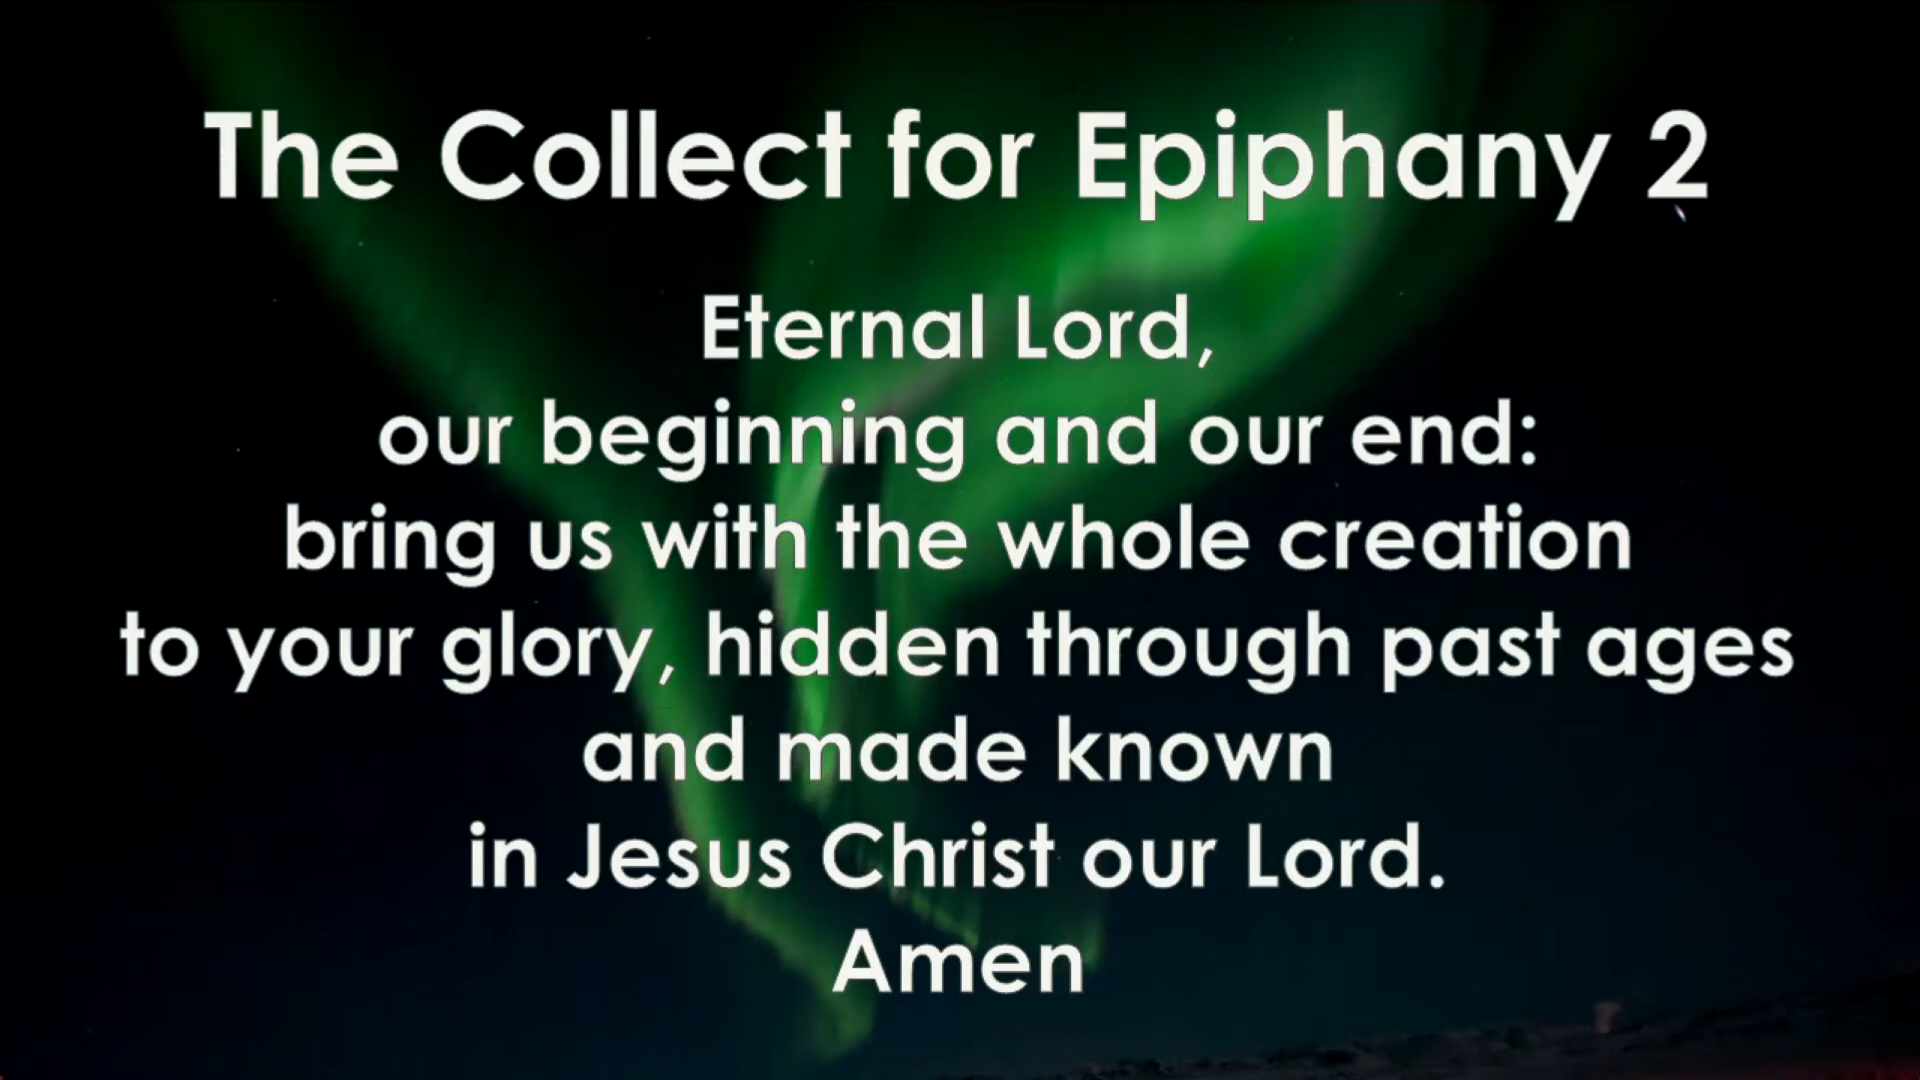 The Collect for Epiphany 2
Eternal Lord,
our beginning and our end:
bring us with the whole creation
to your glory, hidden through past ages
and made known
in Jesus Christ our Lord.
Amen